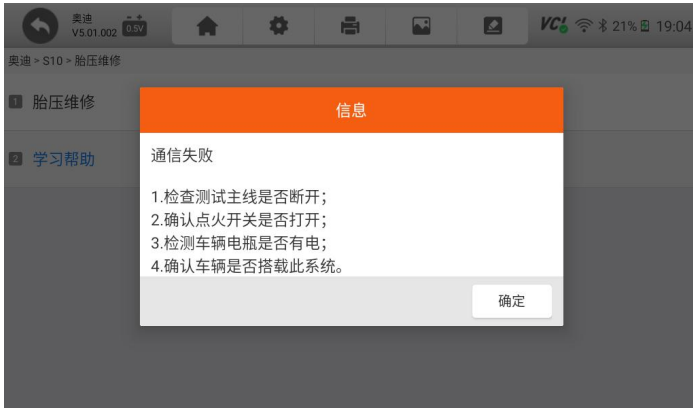 奥迪
V5.01.002
0.5V
VCI
21%
19:04
奥迪 > S10 > 胎压维修
1 胎压维修
2 学习帮助
信息
通信失败
1.检查测试主线是否断开;
2.确认点火开关是否打开;
3.检测车辆电瓶是否有电;
4.确认车辆是否搭载此系统。
确定